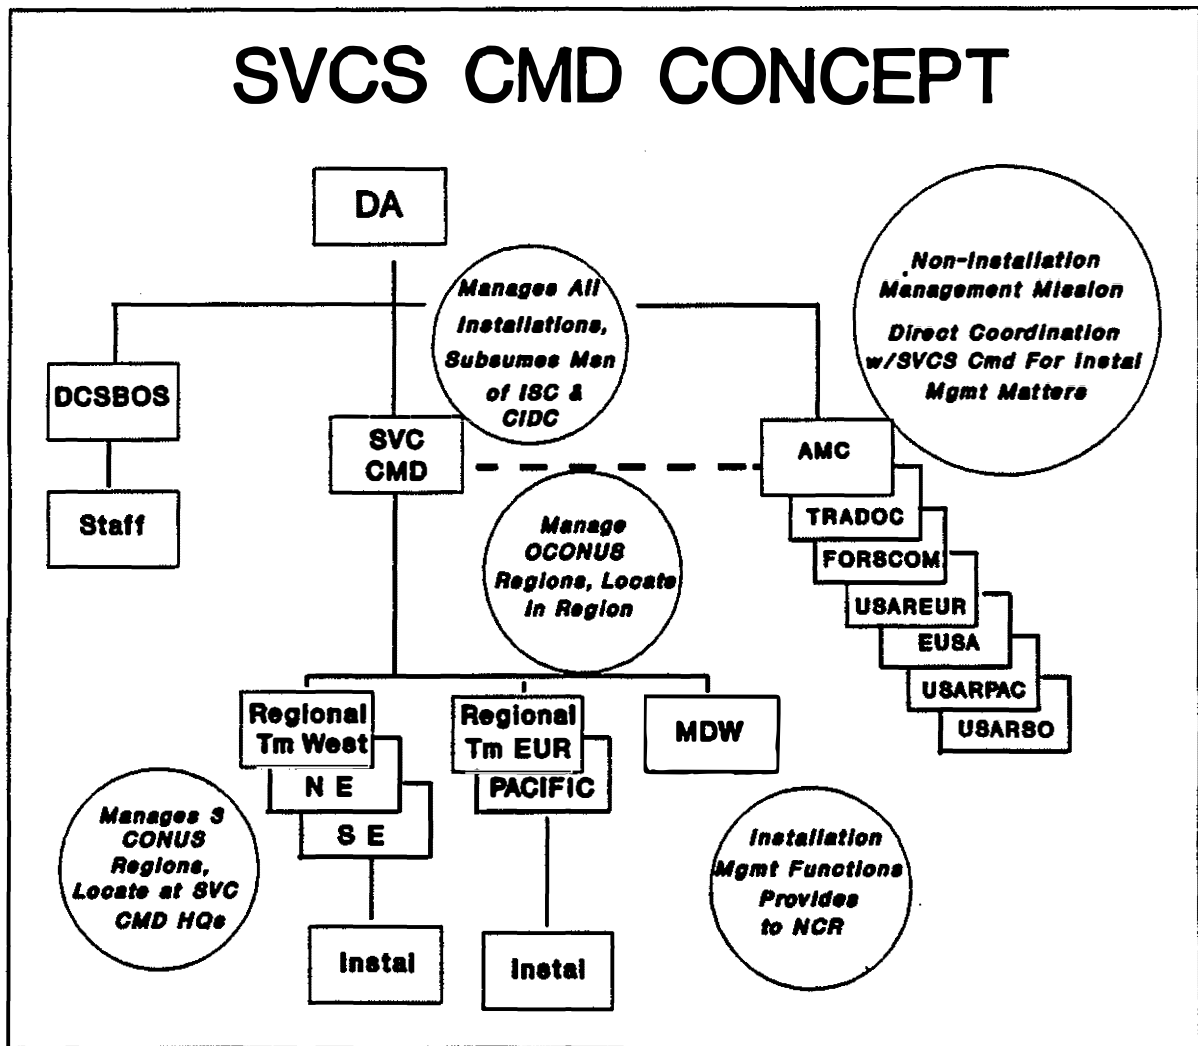 SVCS CMD CONCEPT
DA
Manages All
Installations,
Subsumes Msn
of ISC &
CIDC
Non-Installation
Management Mission
Direct Coordination
w/SVCS Cmd For Instal
Mgmt Matters
DCSBOS
Staff
SVC
CMD
AMC
TRADOC
FORSCOM
USAREUR
EUSA
USARPAC
USARSO
Manage
OCONUS
Regions, Locate
in Region
Regional
Tm West
N E
S E
Regional
Tm EUR
PACIFIC
MDW
Manages 3
CONUS
Regions,
Locate at SVC
CMD HQs
Installation
Mgmt Functions
Provides
to NCR
Instal
Instal